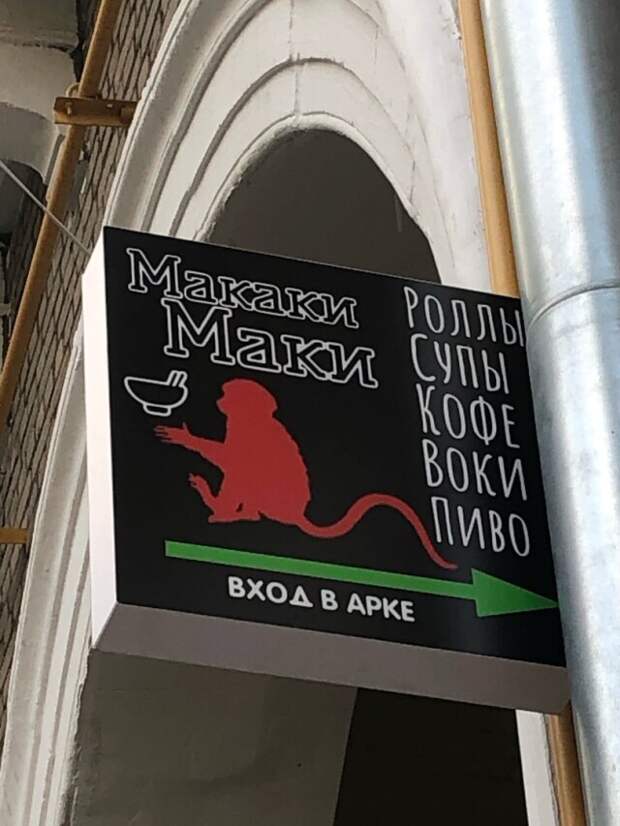 Макаки
Маки
РОЛЛЫ
СУПЫ
КОФЕ
ВОКИ
ПИВО
ВХОД В АРКЕ